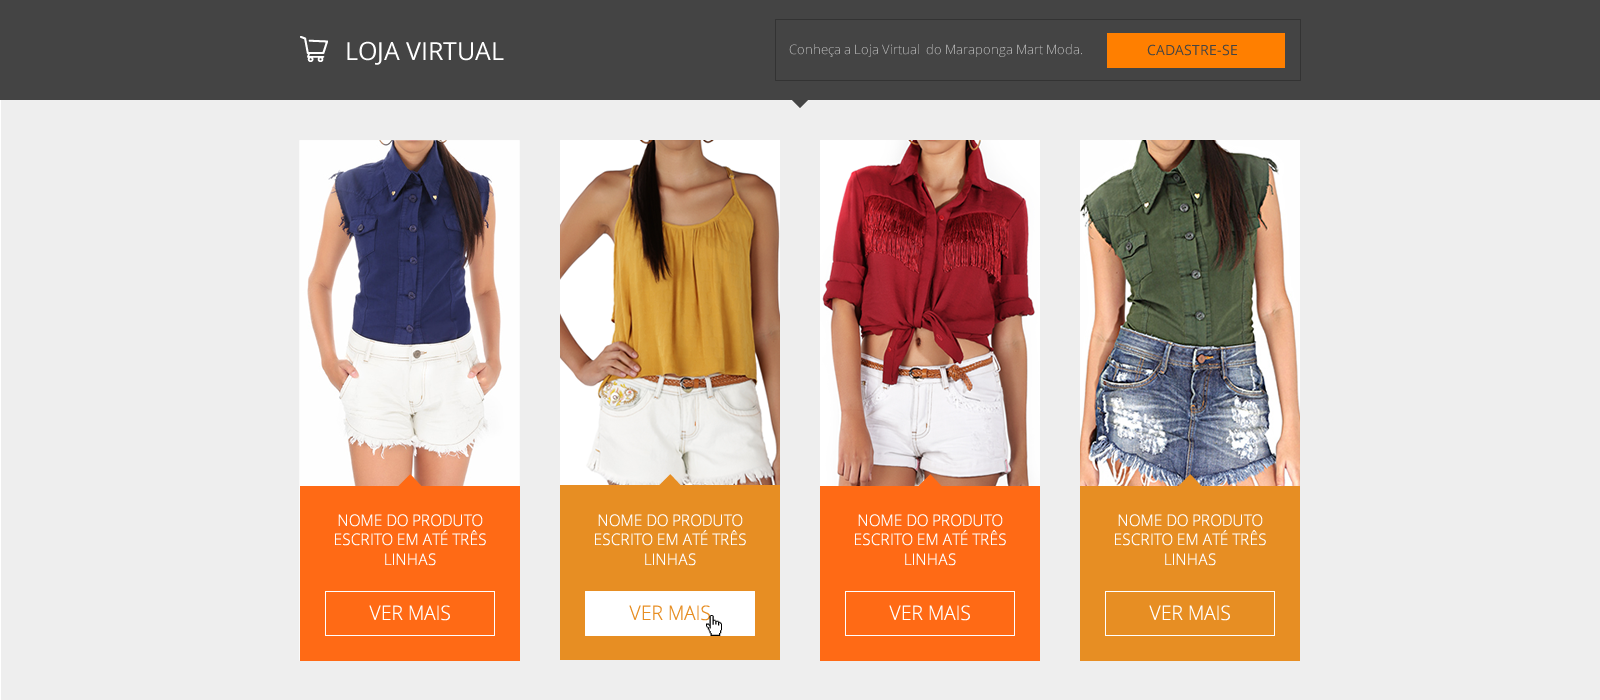 LOJA VIRTUAL
Conheça a Loja Virtual do Maraponga Mart Moda.
CADASTRE-SE
NOME DO PRODUTO
ESCRITO EM ATÉ TRÊS
LINHAS
VER MAIS
NOME DO PRODUTO
ESCRITO EM ATÉ TRÊS
LINHAS
VER MAIS
NOME DO PRODUTO
ESCRITO EM ATÉ TRÊS
LINHAS
VER MAIS
NOME DO PRODUTO
ESCRITO EM ATÉ TRÊS
LINHAS
VER MAIS